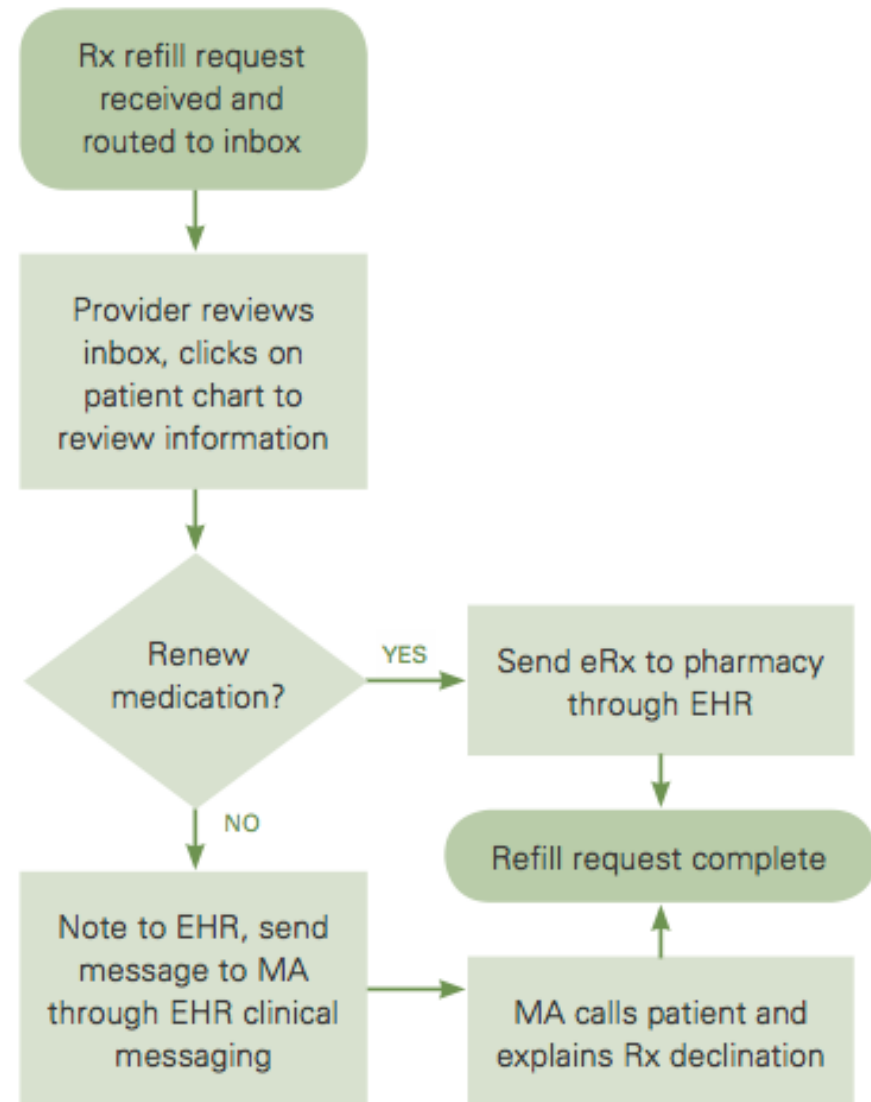 Rx refill request
received and
routed to inbox
Provider reviews
inbox, clicks on
patient chart to
review information
Renew
medication?
YES
Send eRx to pharmacy
through EHR
NO
Refill request complete
Note to EHR, send
message to MA
through EHR clinical
messaging
MA calls patient and
explains Rx declination